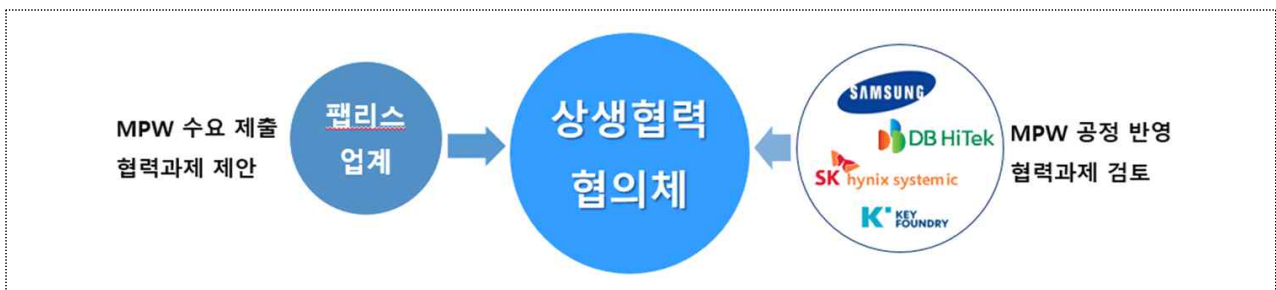 MPW 수요 제출
협력과제 제안
팹리스
업계
상생협력
협의체
SAMSUNG
DB HiTek
SK hynix systemic
KEY
FOUNDRY
MPW 공정 반영
협력과제 검토